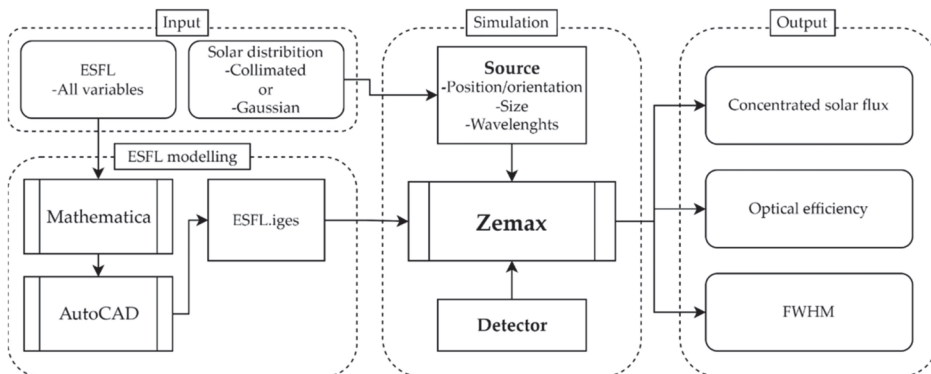 Input
ESFL
-All variables
Solar distribition
-Collimated
or
-Gaussian
ESFL modelling
Mathematica
AutoCAD
ESFL.iges
Simulation
Source
-Position/orientation
-Size
-Wavelenghts
Zemax
Detector
Output
Concentrated solar flux
Optical efficiency
FWHM